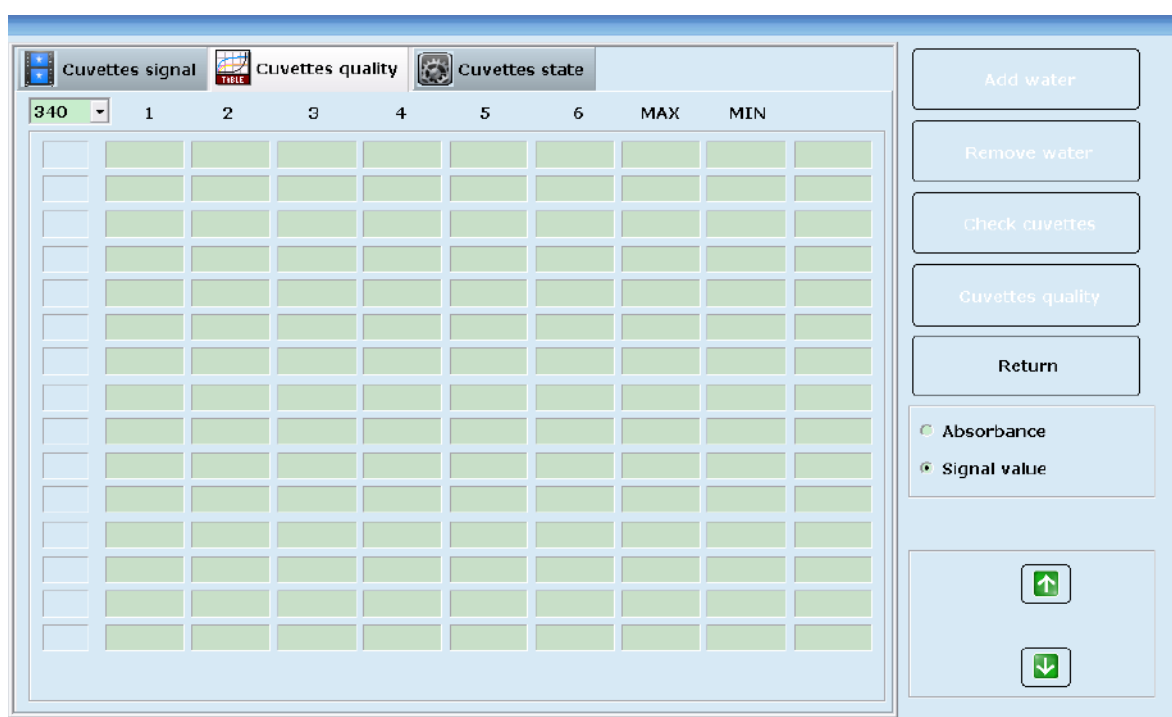 Cuvettes signal TABLE Cuvettes quality Cuvettes state
340 1 2 3 4 5 6 MAX MIN
Add water
Remove water
Check cuvettes
Cuvettes quality
Return
Absorbance
Signal value